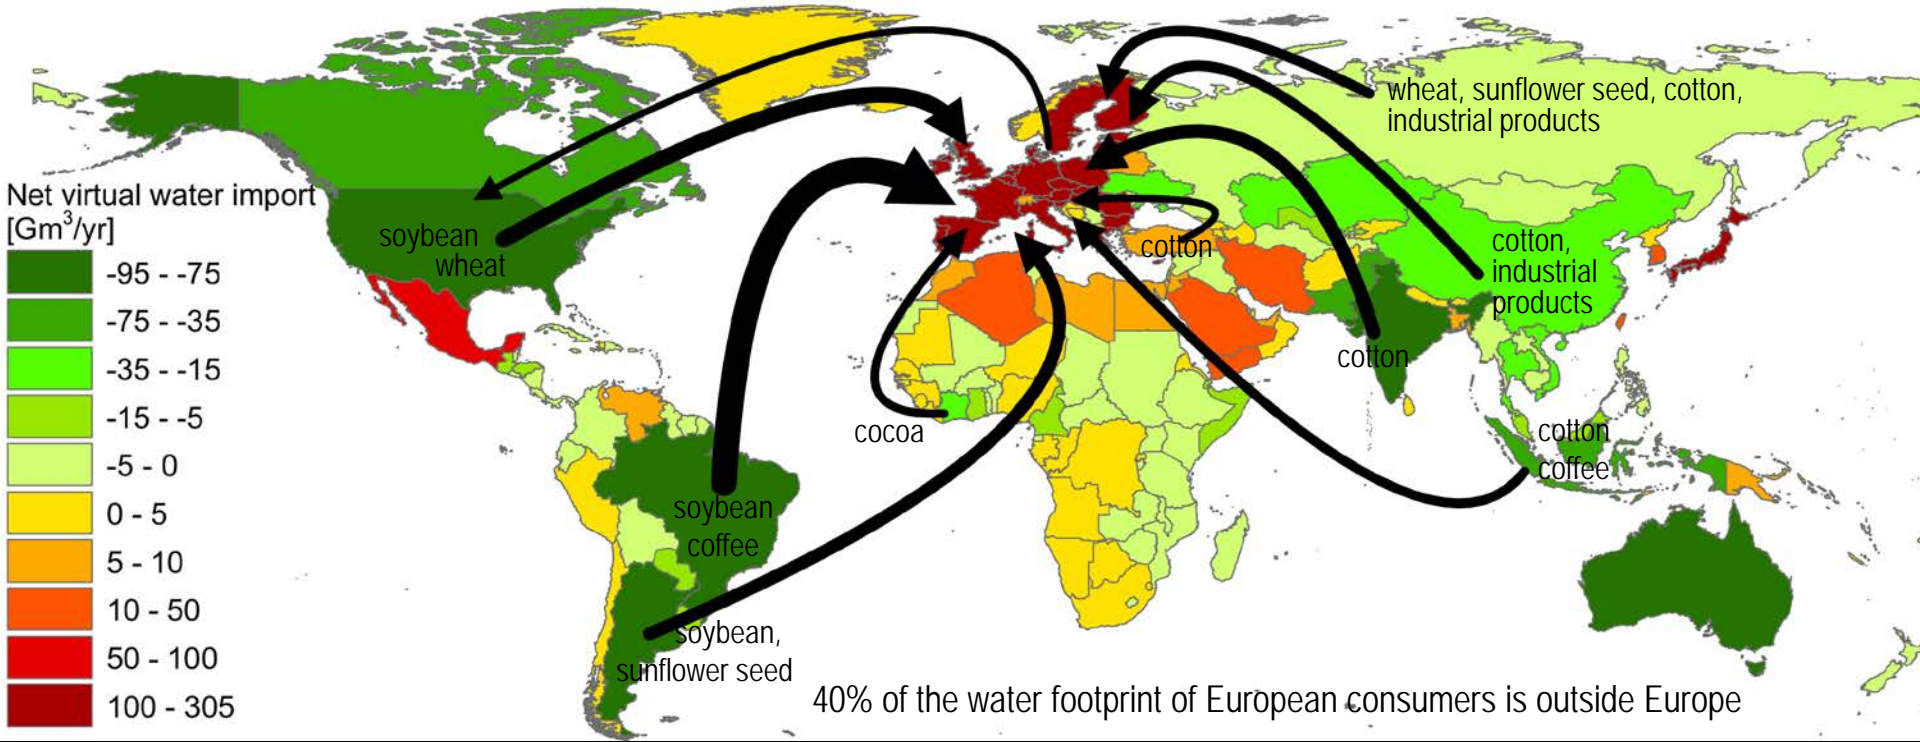 Net virtual water import
[Gm³/yr]
-95 - -75
-75 - -35
-35 - -15
-15 - -5
-5 - 0
0 - 5
5 - 10
10 - 50
50 - 100
100 - 305
soybean
wheat
soybean
coffee
soybean,
sunflower seed
cocoa
cotton
wheat, sunflower seed, cotton,
industrial products
cotton,
industrial
products
cotton
cotton
coffee
40% of the water footprint of European consumers is outside Europe